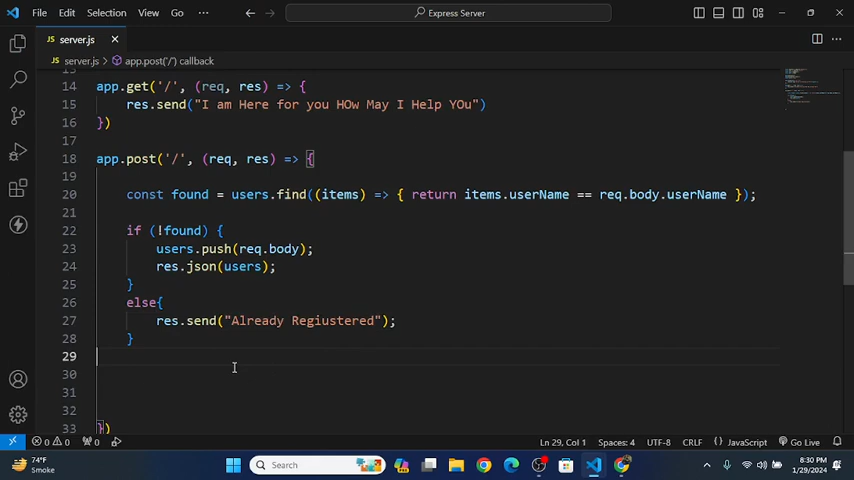 File Edit Selection View Go ... Express Server
server.js
server.js > app.post('/') callback
14 app.get('/', (req, res) => {
15 res.send("I am Here for you HOw May I Help YOu")
16 })
17
18 app.post('/', (req, res) => {
19
20 const found = users.find((items) => { return items.userName == req.body.userName });
21
22 if (!found) {
23 users.push(req.body);
24 res.json(users);
25 }
26 else{
27 res.send("Already Regiustered");
28 }
29
30
31
32
33 })
0 0 0 Ln 29, Col 1 Spaces: 4 UTF-8 CRLF {} JavaScript Go Live
74°F
Smoke
Search
8:30 PM
1/29/2024